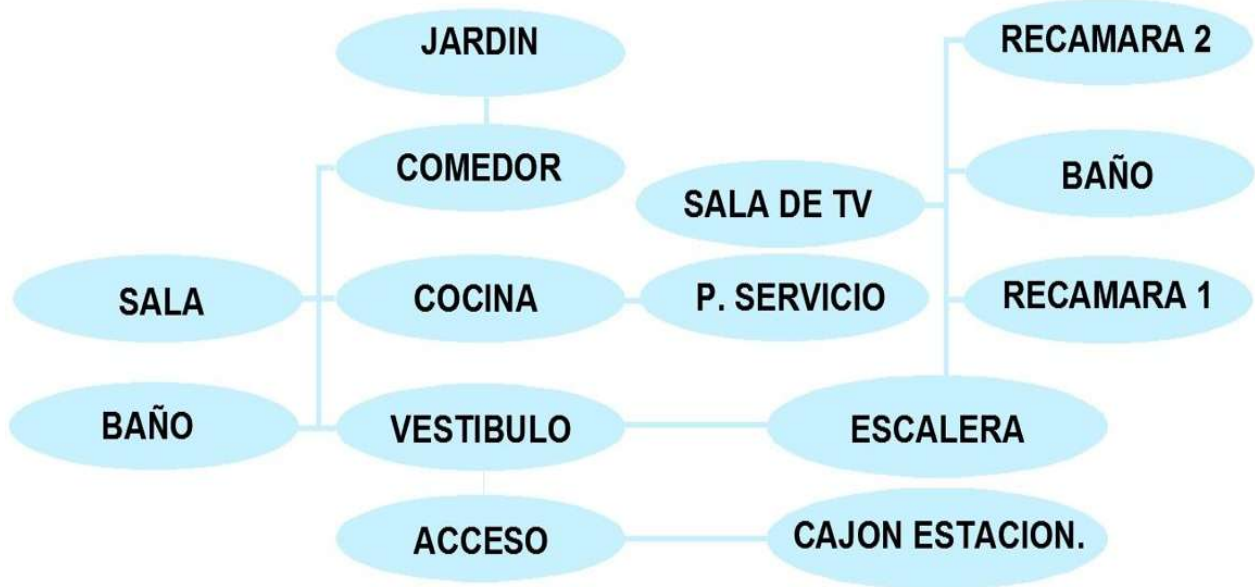 JARDIN
RECAMARA 2
COMEDOR
BAÑO
SALA DE TV
SALA
COCINA
P. SERVICIO
RECAMARA 1
BAÑO
VESTIBULO
ESCALERA
ACCESO
CAJON ESTACION.